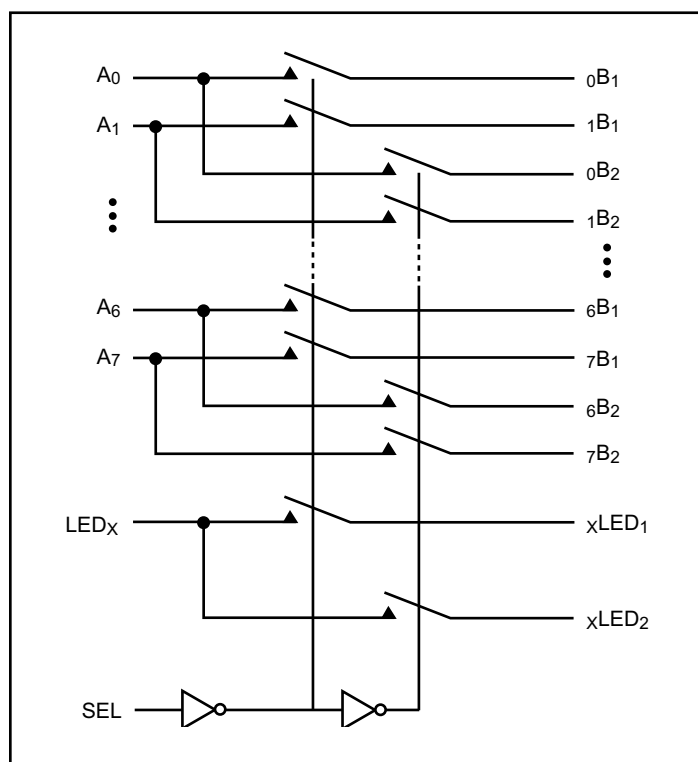 A0 0B1
A1 1B1
0B2
1B2
A6 6B1
A7 7B1
6B2
7B2
LEDX XLED1
XLED2
SEL